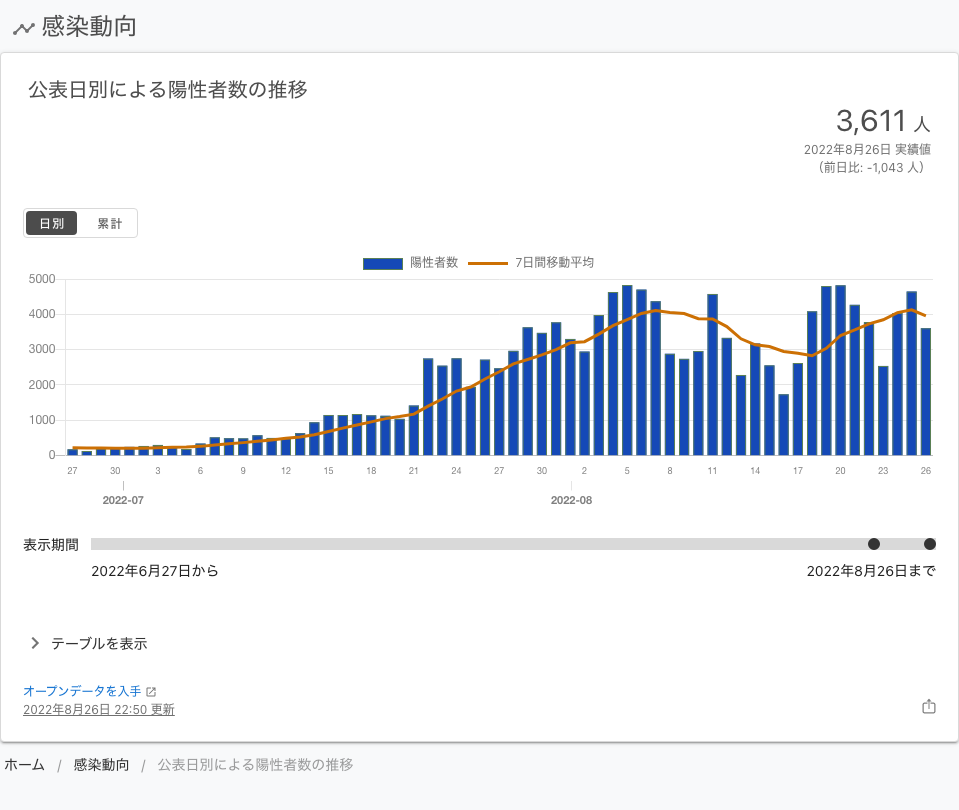 感染動向
公表日別による陽性者数の推移
3,611 人
2022年8月26日 実績値
（前日比: -1,043 人）
日別 累計
陽性者数 7日間移動平均
5000
4000
3000
2000
1000
0
27 30 3 6 9 12 15 18 21 24 27 30 2 5 8 11 14 17 20 23 26
2022-07 2022-08
表示期間
2022年6月27日から 2022年8月26日まで
テーブルを表示
オープンデータを入手
2022年8月26日 22:50 更新
ホーム / 感染動向 / 公表日別による陽性者数の推移